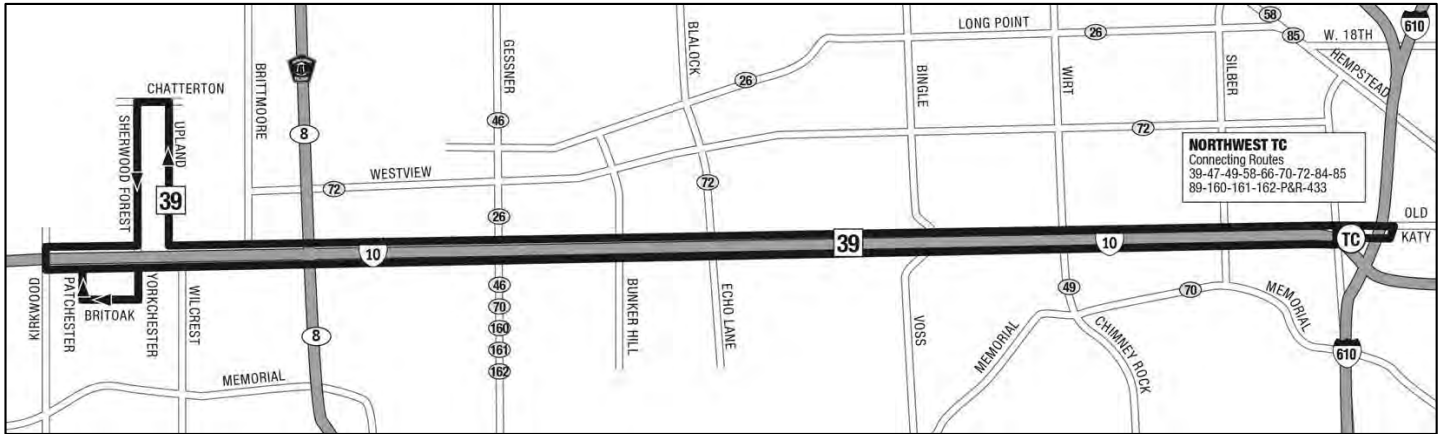 58
LONG POINT
26
610
GESSNER
BLALOCK
85
W. 18TH
HEMPSTEAD
BRITTMOORE
BINGLE
WIRT
SILBER
26
CHATTERTON
SHERWOOD FOREST
UPLAND
46
8
72
NORTHWEST TC
Connecting Routes
39-47-49-58-66-70-72-84-85
89-160-161-162-P&R-433
WESTVIEW
72
72
39
26
OLD
KATY
TC
10
39
10
KIRKWOOD
PATCHESTER
BRITOAK
YORKCHESTER
WILCREST
8
46
70
160
161
162
BUNKER HILL
ECHO LANE
VOSS
49
70
MEMORIAL
MEMORIAL
CHIMNEY ROCK
MEMORIAL
610